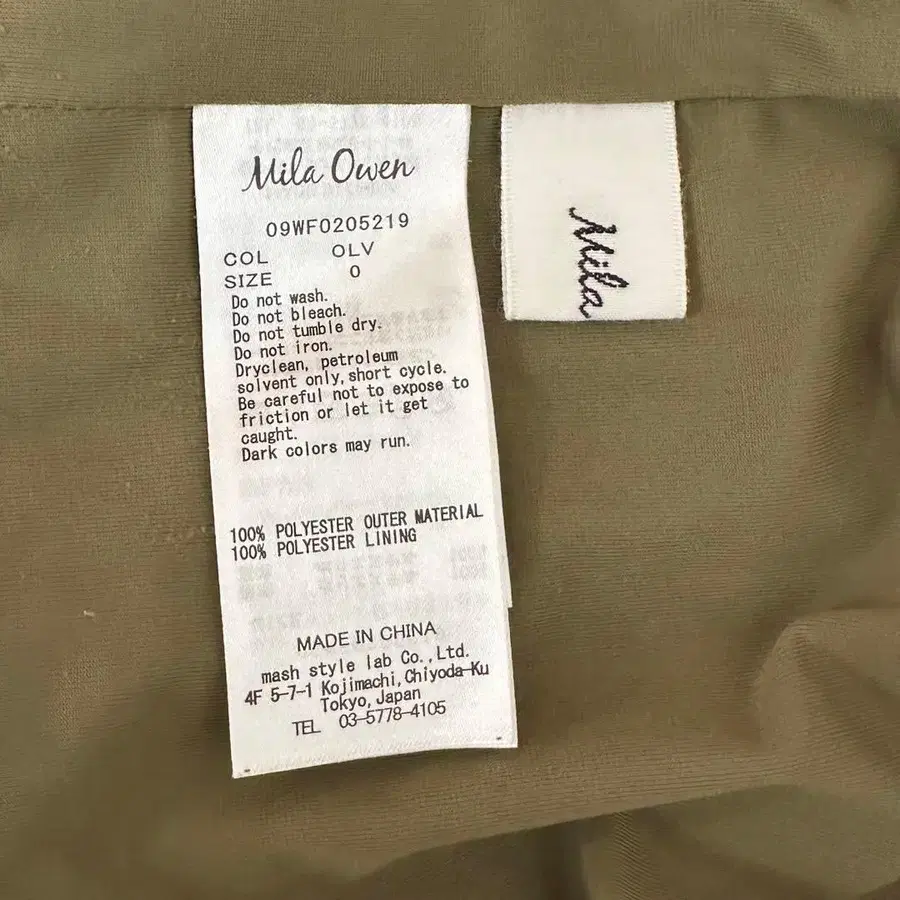 Mila Owen
09WF0205219
COL OLV
SIZE 0
Do not wash.
Do not bleach.
Do not tumble dry.
Do not iron.
Dryclean, petroleum
solvent only,short cycle.
Be careful not to expose to
friction or let it get
caught.
Dark colors may run.
100% POLYESTER OUTER MATERIAL
100% POLYESTER LINING
MADE IN CHINA
mash style lab Co.,Ltd.
4F 5-7-1 Kojimachi,Chiyoda-Ku
Tokyo,Japan
TEL 03-5778-4105
Mila